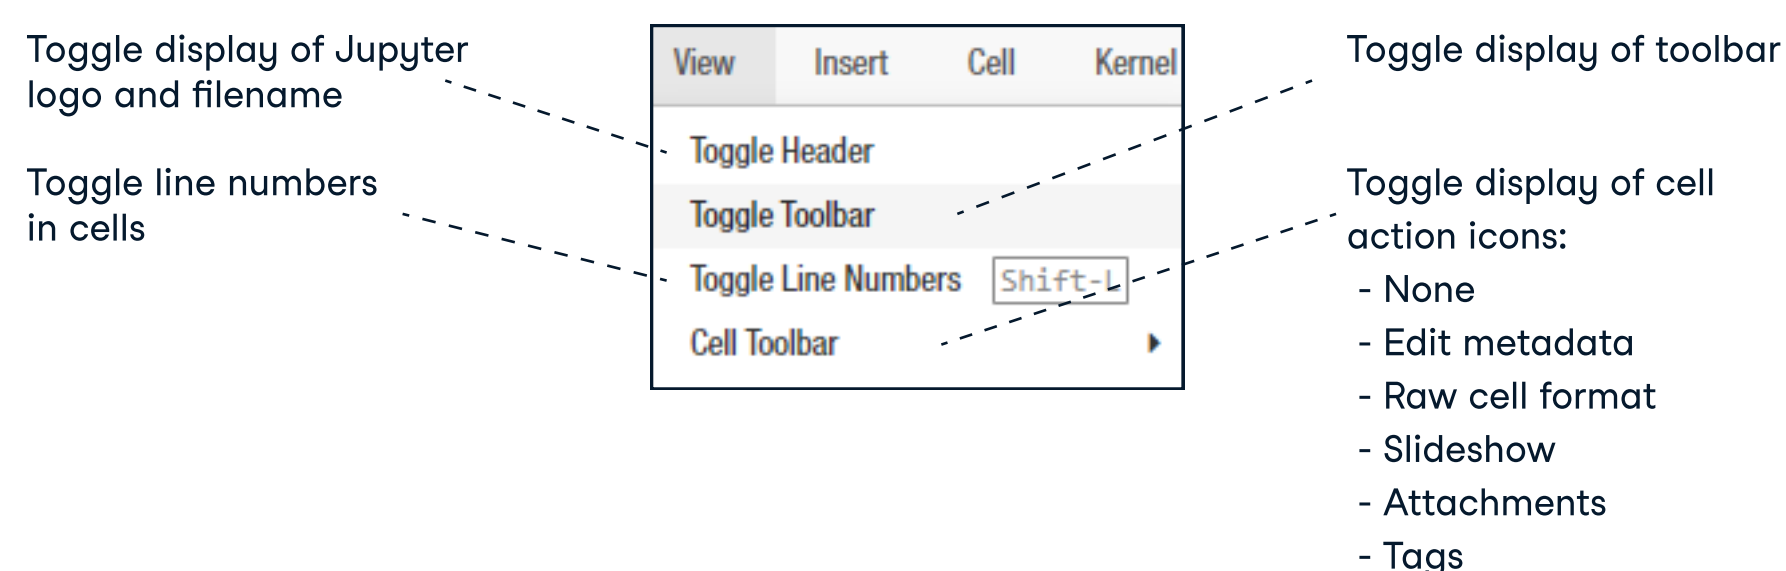 Toggle display of Jupyter
logo and filename
Toggle line numbers
in cells
View Insert Cell Kernel
Toggle Header
Toggle Toolbar
Toggle Line Numbers Shift-L
Cell Toolbar
Toggle display of toolbar
Toggle display of cell
action icons:
- None
- Edit metadata
- Raw cell format
- Slideshow
- Attachments
- Tags